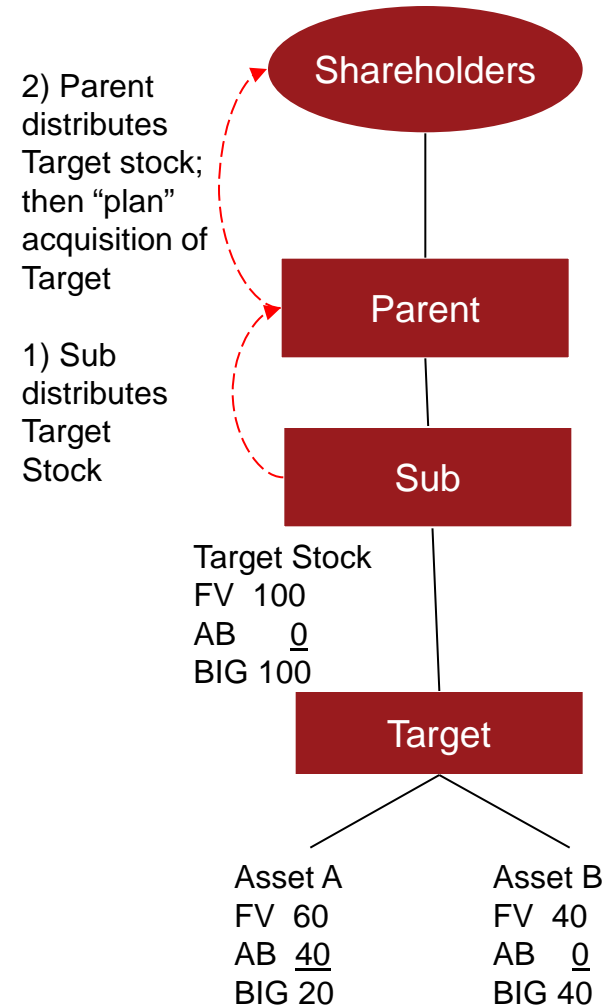 Shareholders
2) Parent
distributes
Target stock;
then “plan”
acquisition of
Target
Parent
1) Sub
distributes
Target
Stock
Sub
Target Stock
FV 100
AB 0
BIG 100
Target
Asset A
FV 60
AB 40
BIG 20
Asset B
FV 40
AB 0
BIG 40